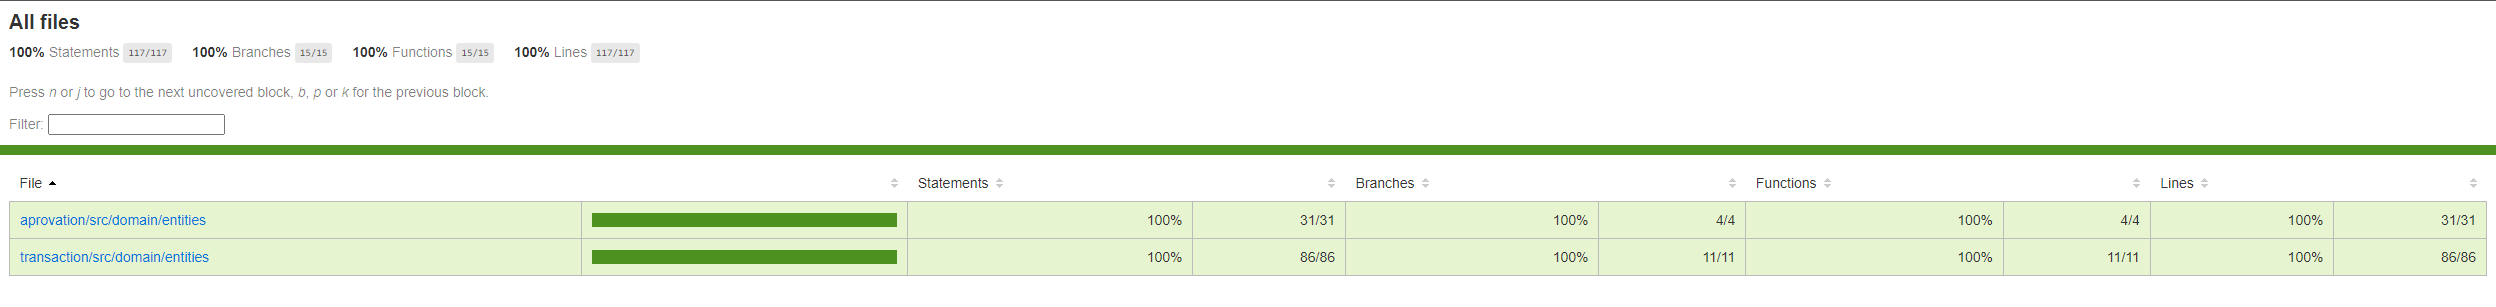 All files
100% Statements 117/117 100% Branches 15/15 100% Functions 15/15 100% Lines 117/117
Press n or j to go to the next uncovered block, b, p or k for the previous block.
Filter:
File Statements Branches Functions Lines
aprovation/src/domain/entities 100% 31/31 100% 4/4 100% 4/4 100% 31/31
transaction/src/domain/entities 100% 86/86 100% 11/11 100% 11/11 100% 86/86